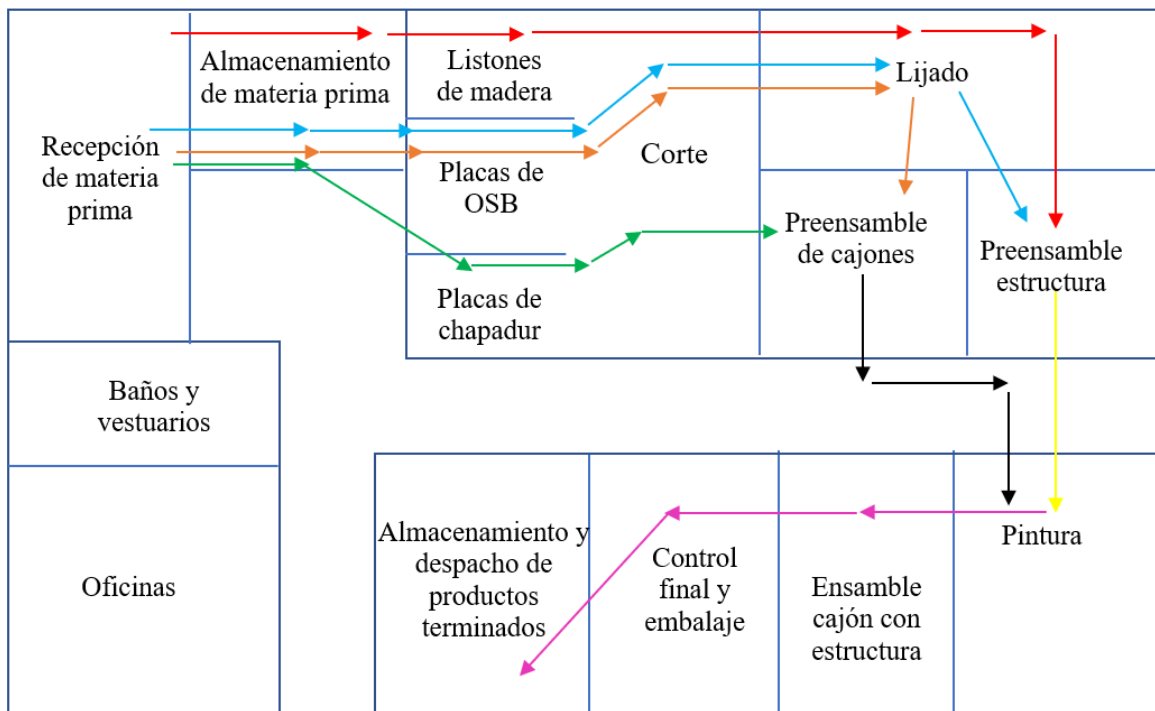 Almacenamiento
de materia prima
Listones
de madera
Lijado
Recepción
de materia
prima
Placas de
OSB
Corte
Preensamble
de cajones
Preensamble
estructura
Placas de
chapadur
Baños y
vestuarios
Oficinas
Almacenamiento y
despacho de
productos
terminados
Control
final y
embalaje
Ensamble
cajón con
estructura
Pintura